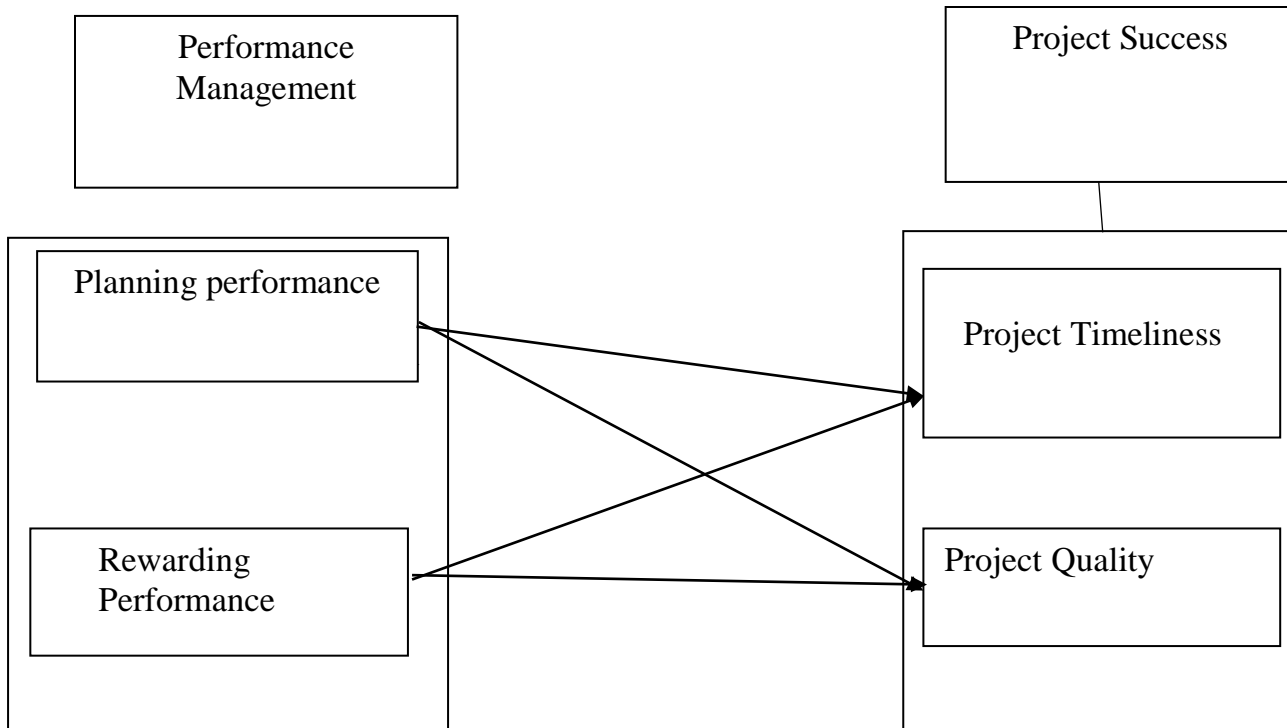 Performance
Management
Project Success
Planning performance
Project Timeliness
Rewarding
Performance
Project Quality